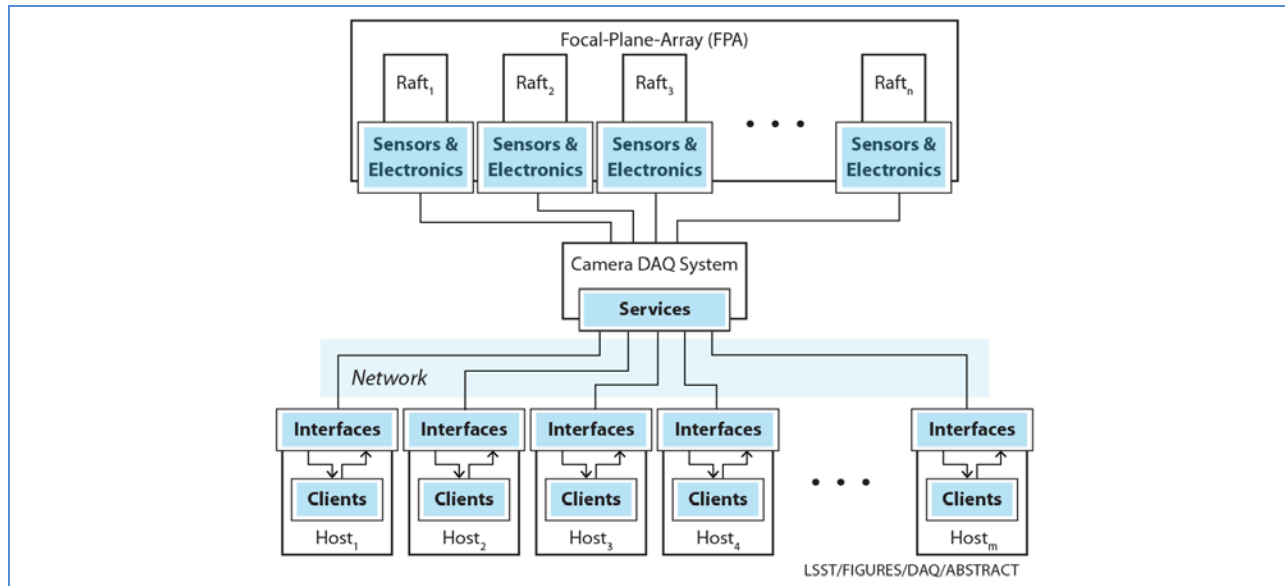 Focal-Plane-Array (FPA)
Raft₁
Raft₂
Raft₃
Raftₙ
• • •
Sensors &
Electronics
Sensors &
Electronics
Sensors &
Electronics
Sensors &
Electronics
Camera DAQ System
Services
Network
Interfaces
Interfaces
Interfaces
Interfaces
Interfaces
• • •
Clients
Clients
Clients
Clients
Clients
Host₁
Host₂
Host₃
Host₄
Hostₘ
LSST/FIGURES/DAQ/ABSTRACT